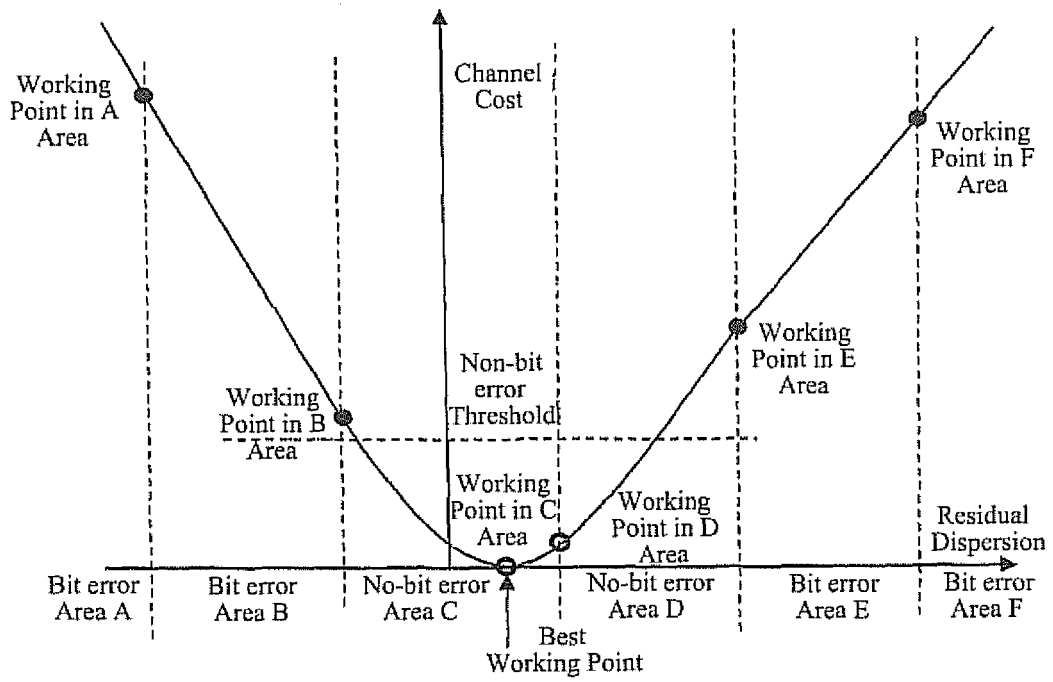 Channel
Cost
Working
Point in A
Area
Working
Point in F
Area
Working
Point in E
Area
Non-bit
error
Threshold
Working
Point in B
Area
Working
Point in C
Area
Working
Point in D
Area
Residual
Dispersion
Bit error
Area A
Bit error
Area B
No-bit error
Area C
No-bit error
Area D
Bit error
Area E
Bit error
Area F
Best
Working Point